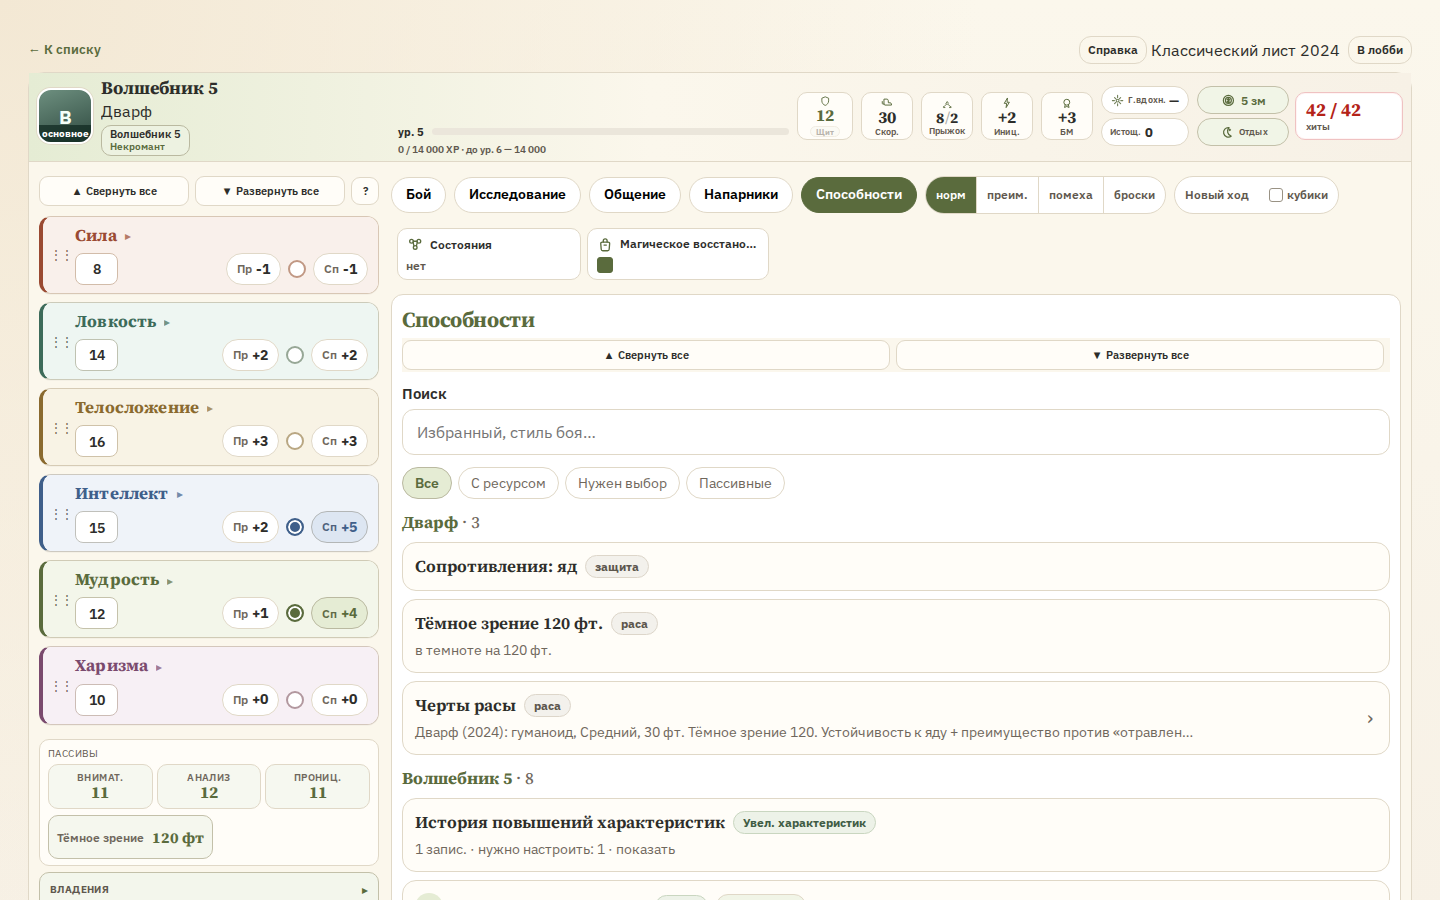 ← К списку
Справка Классический лист 2024 В лобби
Волшебник 5
Дварф
В
основное
Волшебник 5
Некромант
ур. 5
0 / 14 000 XP · до ур. 6 — 14 000
12
Щит
30
Скор.
8/2
Прыжок
+2
Иниц.
+3
БМ
Г.вдохн. —
Истощ. 0
5 зм
Отдых
42 / 42
хиты
▲ Свернуть все
▼ Развернуть все
?
Бой
Исследование
Общение
Напарники
Способности
норм
преим.
помеха
броски
Новый ход
кубики
Сила ▸
8
Пр -1
Сп -1
Ловкость ▸
14
Пр +2
Сп +2
Телосложение ▸
16
Пр +3
Сп +3
Интеллект ▸
15
Пр +2
Сп +5
Мудрость ▸
12
Пр +1
Сп +4
Харизма ▸
10
Пр +0
Сп +0
ПАССИВЫ
ВНИМАТ.
11
АНАЛИЗ
12
ПРОНИЦ.
11
Тёмное зрение 120 фт
ВЛАДЕНИЯ ▸
Состояния
нет
Магическое восстано...
Способности
▲ Свернуть все
▼ Развернуть все
Поиск
Избранный, стиль боя...
Все
С ресурсом
Нужен выбор
Пассивные
Дварф · 3
Сопротивления: яд защита
Тёмное зрение 120 фт. раса
в темноте на 120 фт.
Черты расы раса
Дварф (2024): гуманоид, Средний, 30 фт. Тёмное зрение 120. Устойчивость к яду + преимущество против «отравлен...
›
Волшебник 5 · 8
История повышений характеристик Увел. характеристик
1 запис. · нужно настроить: 1 · показать